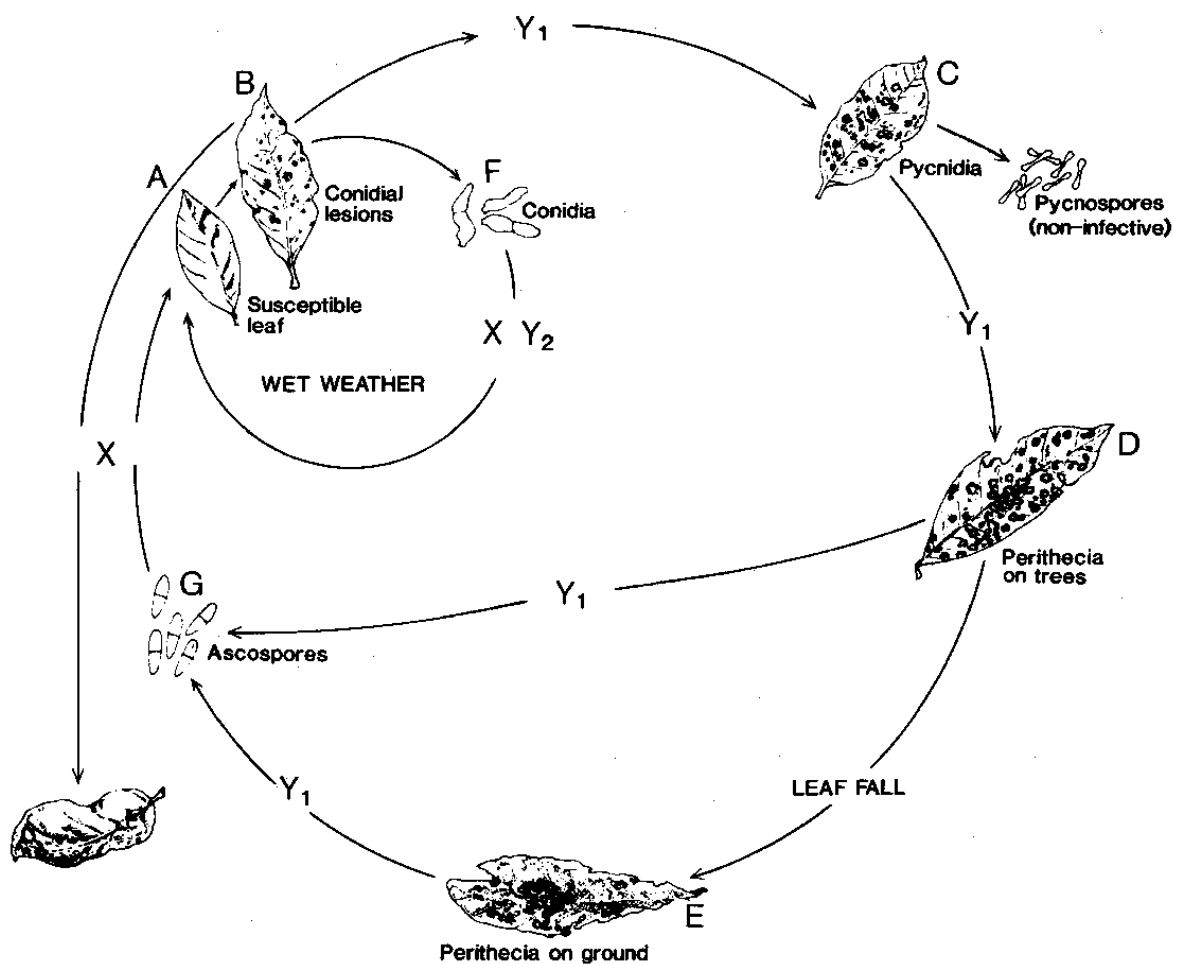 Y₁
B
C
A
Conidial
lesions
F
Conidia
Pycnidia
Pycnospores
(non-infective)
Susceptible
leaf
X Y₂
Y₁
WET WEATHER
X
D
Perithecia
on trees
G
Y₁
Ascospores
Y₁
LEAF FALL
E
Perithecia on ground